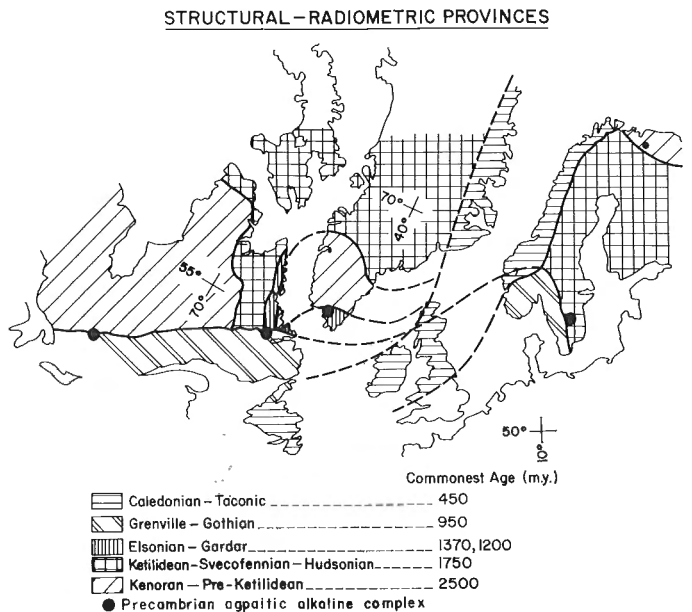 STRUCTURAL-RADIOMETRIC PROVINCES
70°
40°
55°
70°
50°
10°
Commonest Age (m.y.)
Caledonian-Taconic 450
Grenville-Gothian 950
Elsonian-Gardar 1370, 1200
Ketilidean-Svecofennian-Hudsonian 1750
Kenoran-Pre-Ketilidean 2500
Precambrian agpaitic alkaline complex